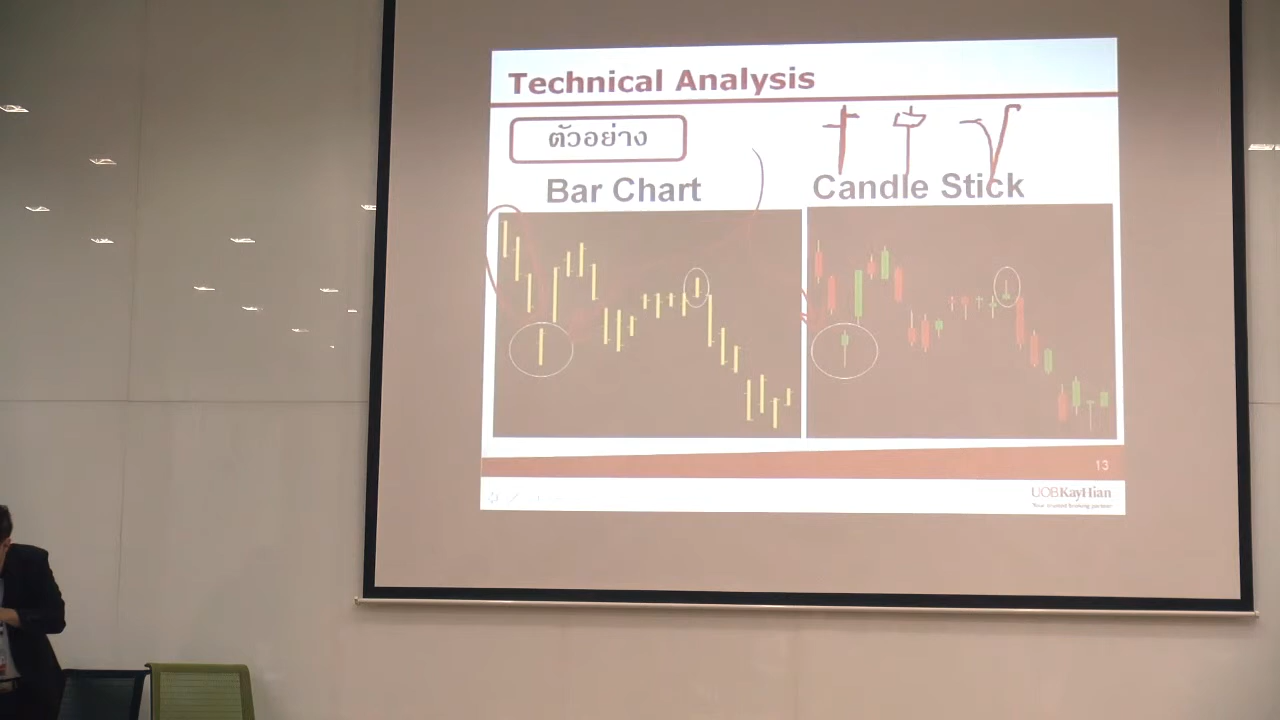 Technical Analysis
ตัวอย่าง
Bar Chart
Candle Stick
13
UOBKayHian